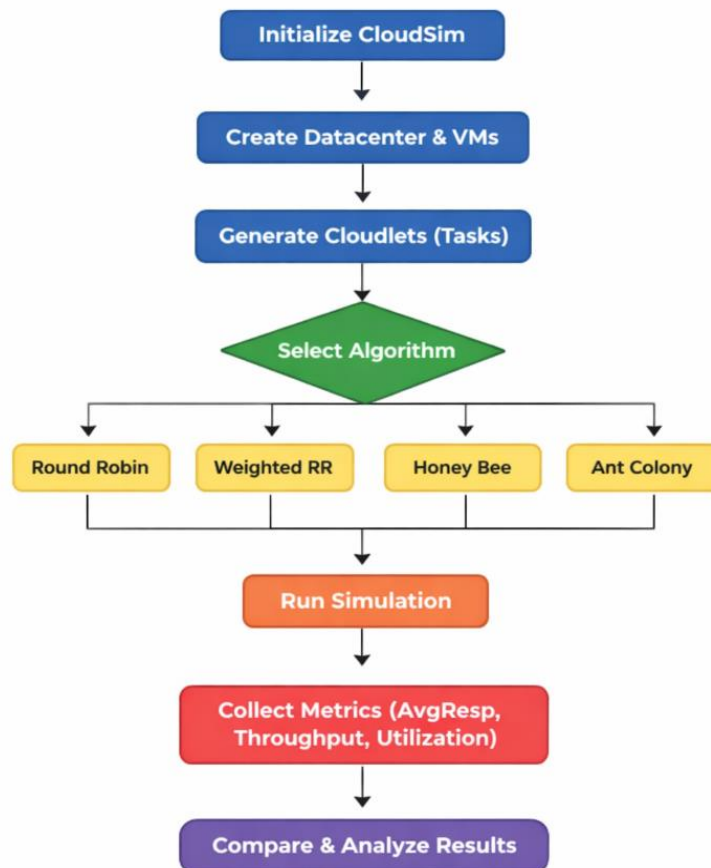 Initialize CloudSim
Create Datacenter & VMs
Generate Cloudlets (Tasks)
Select Algorithm
Round Robin
Weighted RR
Honey Bee
Ant Colony
Run Simulation
Collect Metrics (AvgResp,
Throughput, Utilization)
Compare & Analyze Results